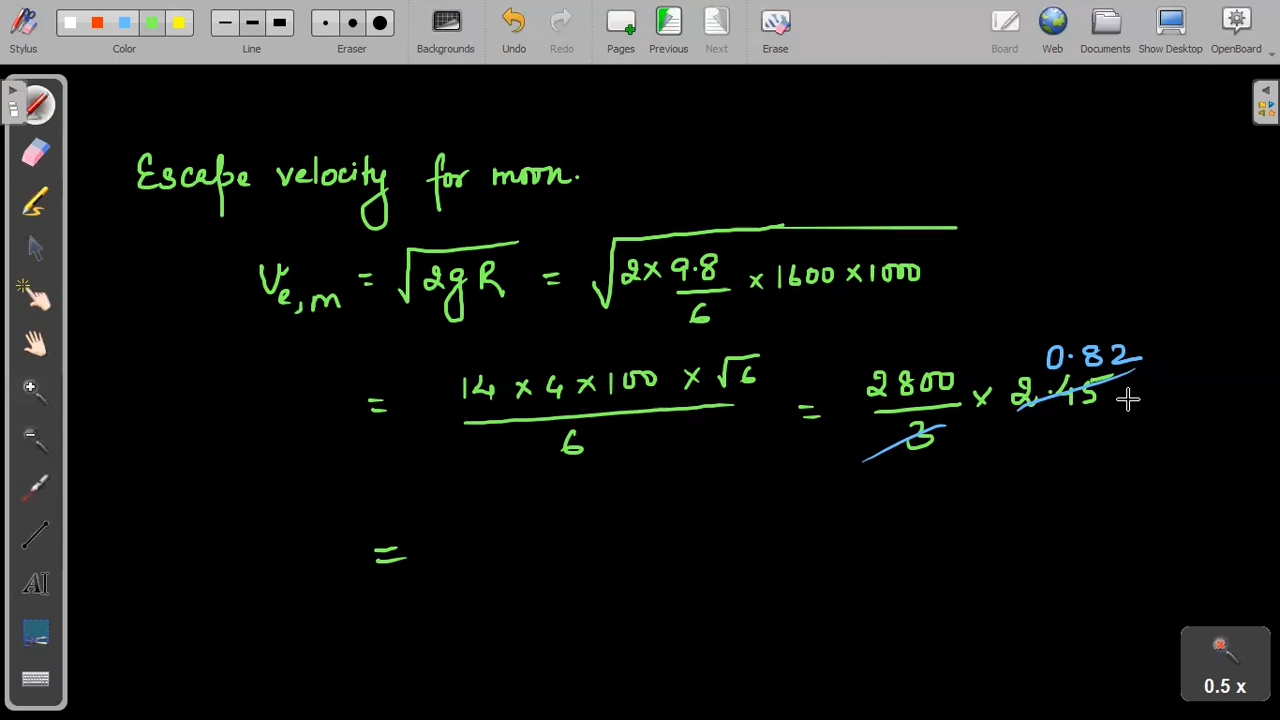 Stylus Color Line Eraser Backgrounds Undo Redo Pages Previous Next Erase Board Web Documents Show Desktop OpenBoard
Escape velocity for moon.
Ve,m = √2gR = √2 × 9.8/6 × 1600 × 1000
0.82
= 14 × 4 × 100 × √6 / 6 = 2800/3 × 2.45
=
AI
0.5 x